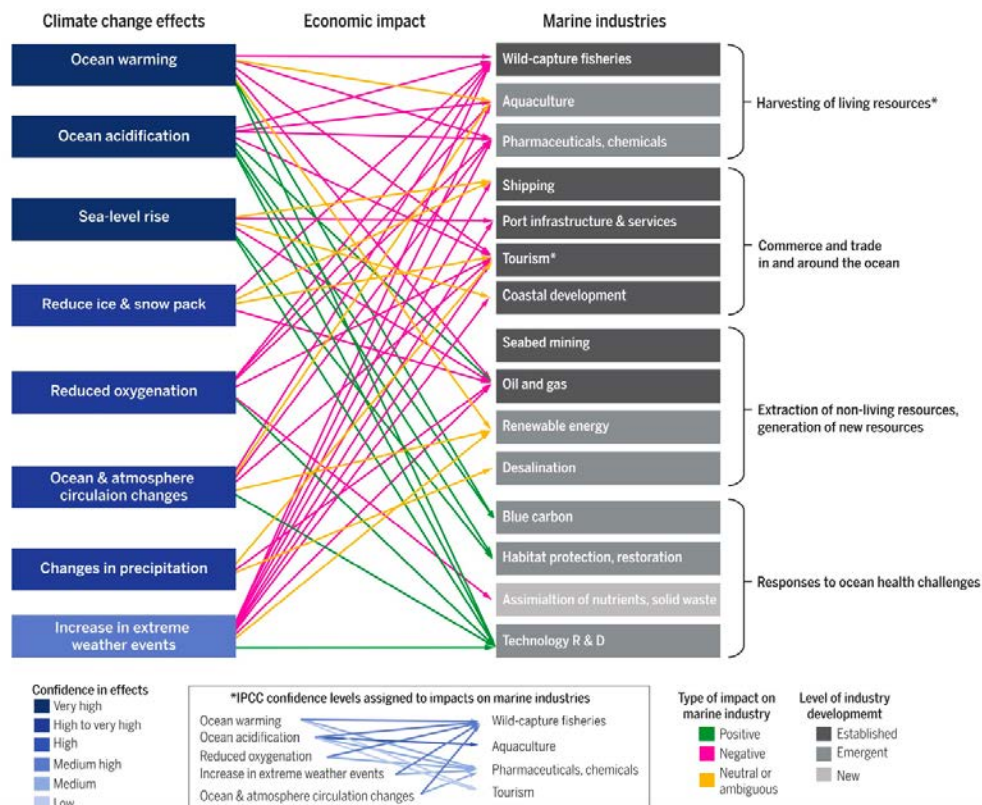 Climate change effects
Economic impact
Marine industries
Ocean warming
Ocean acidification
Sea-level rise
Reduce ice & snow pack
Reduced oxygenation
Ocean & atmosphere
circulaion changes
Changes in precipitation
Increase in extreme
weather events
Wild-capture fisheries
Aquaculture
Pharmaceuticals, chemicals
Shipping
Port infrastructure & services
Tourism*
Coastal development
Seabed mining
Oil and gas
Renewable energy
Desalination
Blue carbon
Habitat protection, restoration
Assimialtion of nutrients, solid waste
Technology R & D
Harvesting of living resources*
Commerce and trade
in and around the ocean
Extraction of non-living resources,
generation of new resources
Responses to ocean health challenges
Confidence in effects
Very high
High to very high
High
Medium high
Medium
Low
*IPCC confidence levels assigned to impacts on marine industries
Ocean warming
Ocean acidification
Reduced oxygenation
Increase in extreme weather events
Ocean & atmosphere circulation changes
Wild-capture fisheries
Aquaculture
Pharmaceuticals, chemicals
Tourism
Type of impact on
marine industry
Positive
Negative
Neutral or
ambiguous
Level of industry
development
Established
Emergent
New